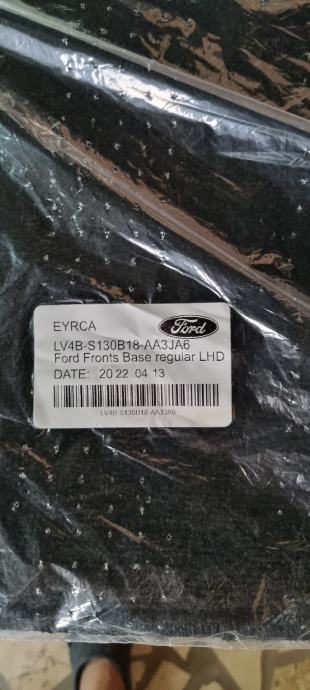 EYRCA
Ford
LV4B-S130B18-AA3JA6
Ford Fronts Base regular LHD
DATE: 20 22 04 13
LV4B-S130B18-AA3JA6